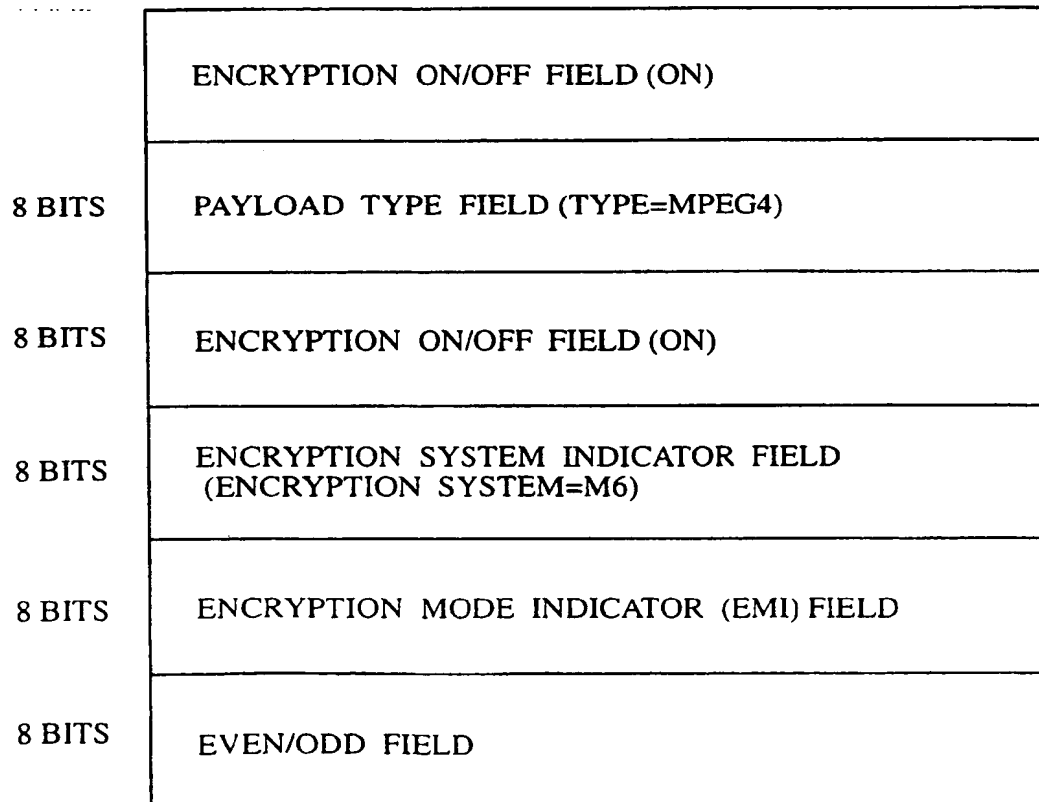 ENCRYPTION ON/OFF FIELD (ON)
8 BITS PAYLOAD TYPE FIELD (TYPE=MPEG4)
8 BITS ENCRYPTION ON/OFF FIELD (ON)
8 BITS ENCRYPTION SYSTEM INDICATOR FIELD
(ENCRYPTION SYSTEM=M6)
8 BITS ENCRYPTION MODE INDICATOR (EMI) FIELD
8 BITS EVEN/ODD FIELD